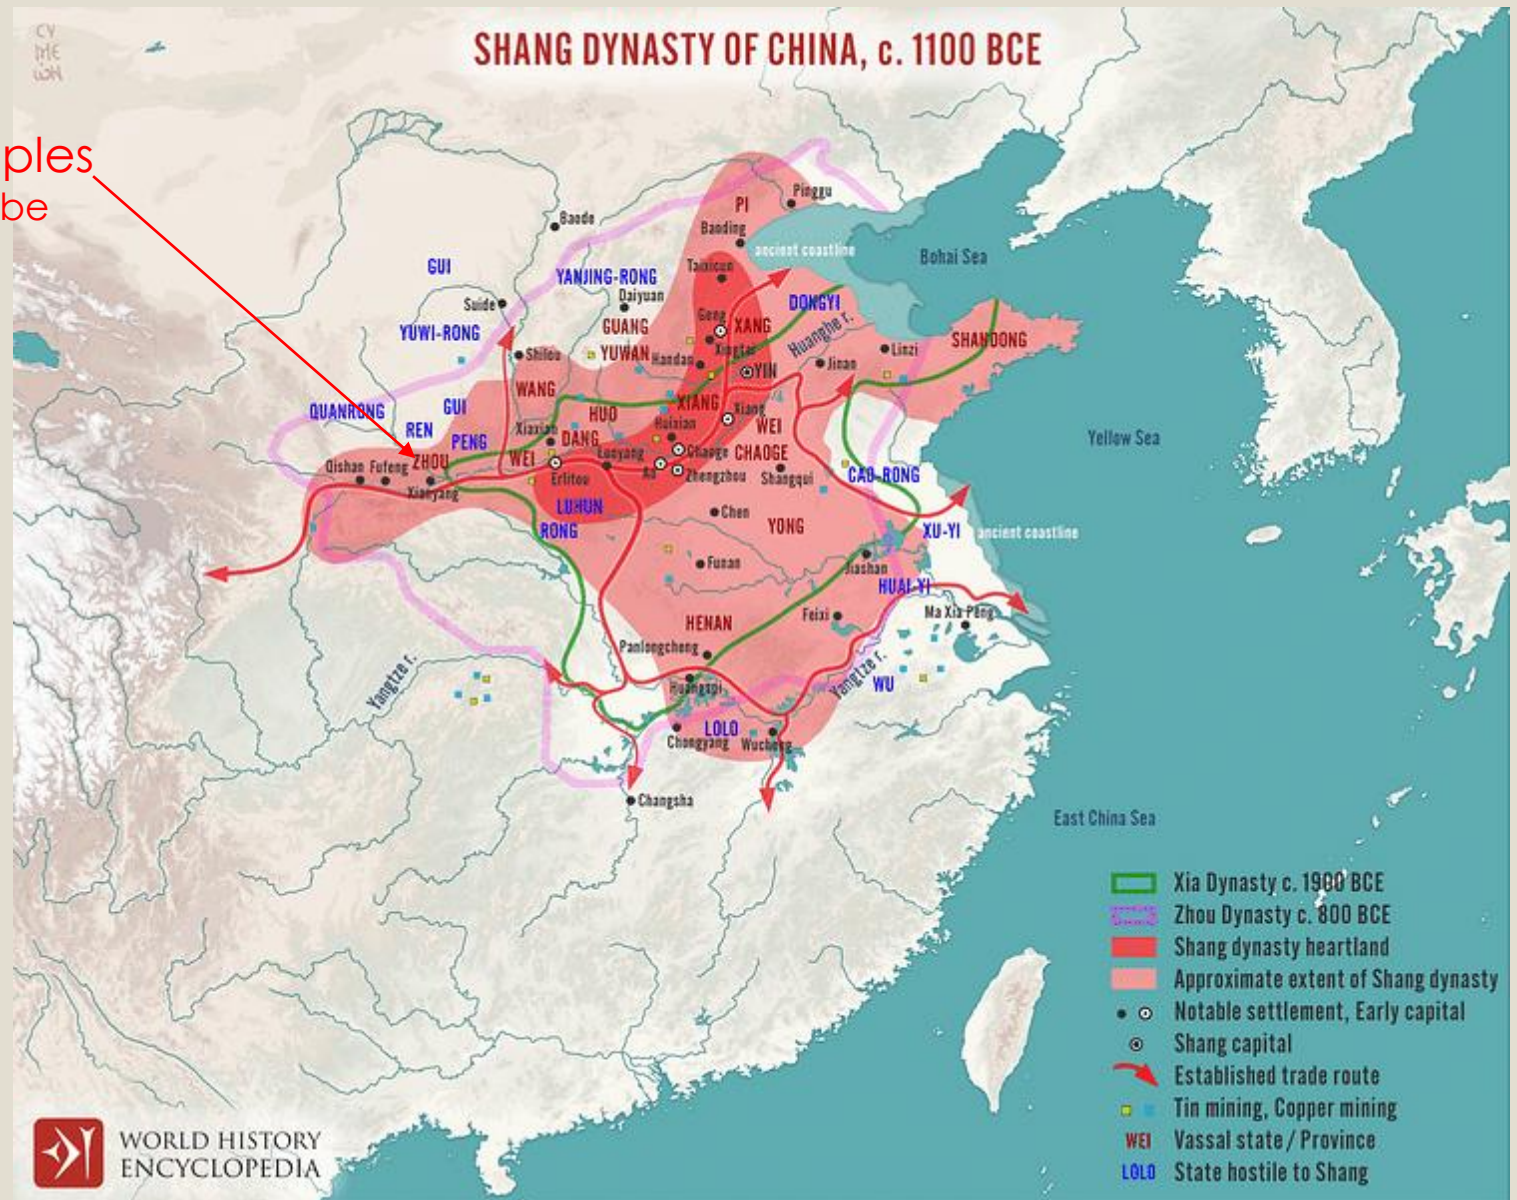 CY
ME
WN
SHANG DYNASTY OF CHINA, c. 1100 BCE
ples
be
Pinggu
PI
Baode
Baoding
ancient coastline
Bohai Sea
GUI
YANJING-RONG
Taixicun
Daiyuan
Suide
DONGYI
YUWI-RONG
GUANG
Geng
XANG
Huanghe r.
SHANDONG
Shilou
YUWAN
Handan
Xingtai
Linzi
Jinan
YIN
WANG
QUANRONG
GUI
HUO
XIANG
Xiang
REN
PENG
Xiaxian
DANG
Huixian
WEI
Yellow Sea
ZHOU
WEI
Luoyang
Chaoge
CHAOGE
Qishan
Fufeng
Erlitou
Ao
Zhengzhou
Shangqui
CAO-RONG
Xianyang
LUHUN
RONG
Chen
YONG
XU-YI
ancient coastline
Funan
Jiashan
HUAI-YI
HENAN
Feixi
Ma Xia Peng
Panlongcheng
Yangtze r.
Yangtze r.
WU
LOLO
Chongyang
Wucheng
Changsha
East China Sea
Xia Dynasty c. 1900 BCE
Zhou Dynasty c. 800 BCE
Shang dynasty heartland
Approximate extent of Shang dynasty
Notable settlement, Early capital
Shang capital
Established trade route
Tin mining, Copper mining
WEI Vassal state / Province
LOLO State hostile to Shang
WORLD HISTORY
ENCYCLOPEDIA